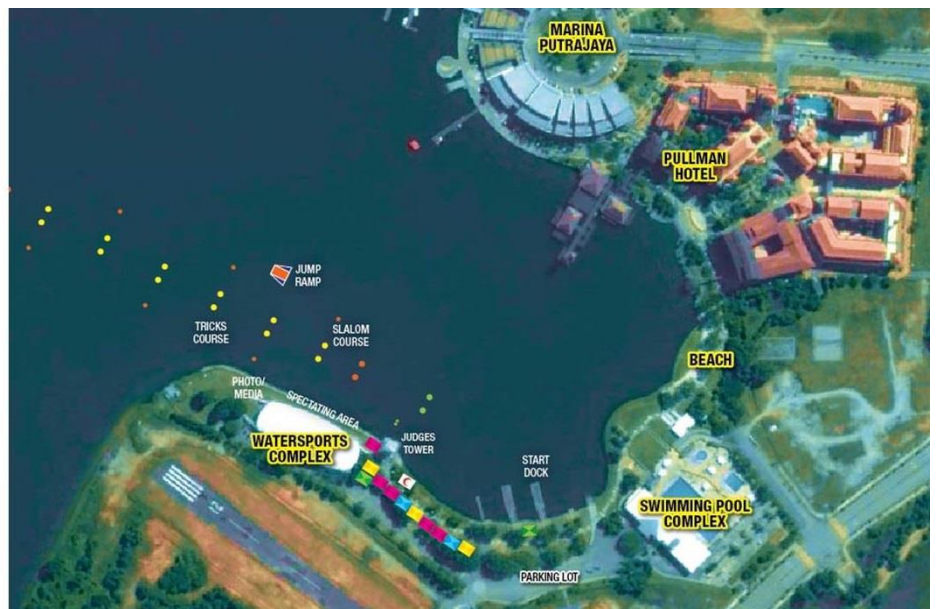 MARINA
PUTRAJAYA
PULLMAN
HOTEL
JUMP
RAMP
TRICKS
COURSE
SLALOM
COURSE
BEACH
PHOTO/
MEDIA
SPECTATING AREA
WATERSPORTS
COMPLEX
JUDGES
TOWER
START
DOCK
SWIMMING POOL
COMPLEX
PARKING LOT